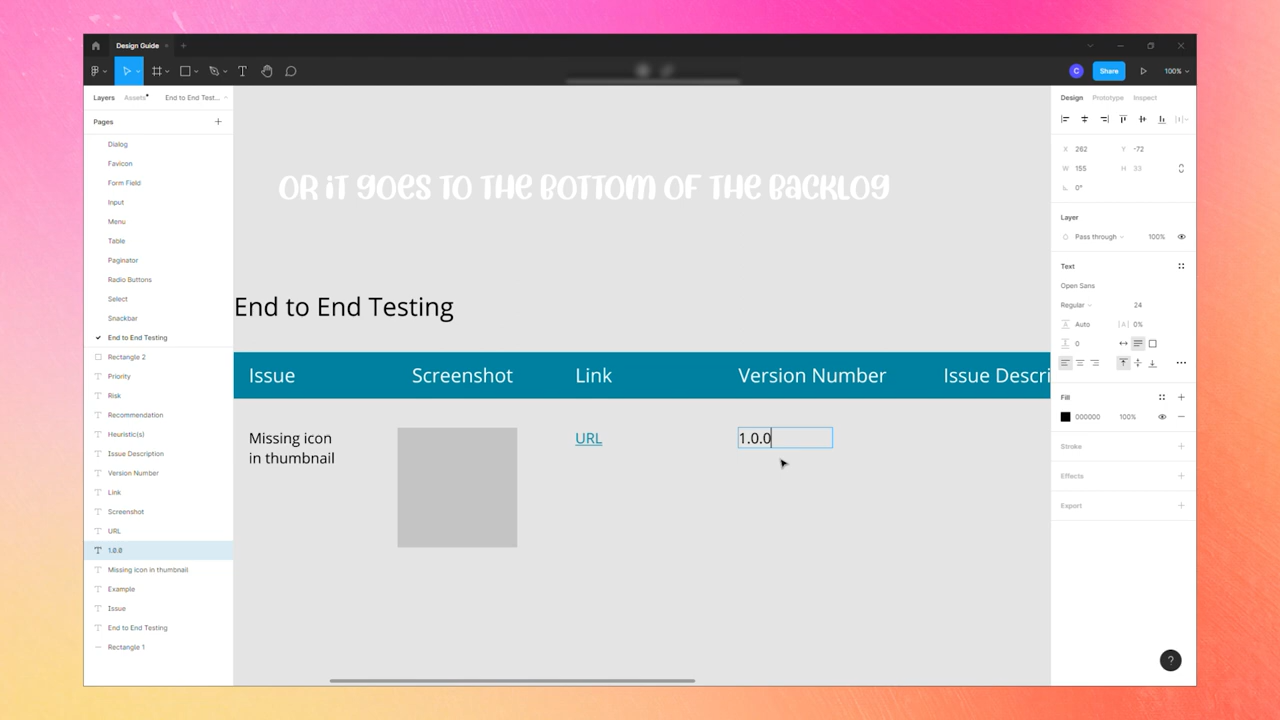 Design Guide
Share
100%
Layers
Assets
End to End Test...
Pages
Dialog
Favicon
Form Field
Input
Menu
Table
Paginator
Radio Buttons
Select
Snackbar
End to End Testing
Rectangle 2
Priority
Risk
Recommendation
Heuristic(s)
Issue Description
Version Number
Link
Screenshot
URL
1.0.0
Missing icon in thumbnail
Example
Issue
End to End Testing
Rectangle 1
OR IT GOES TO THE BOTTOM OF THE BACKLOG
End to End Testing
Issue Screenshot Link Version Number Issue Descri
Missing icon
in thumbnail
URL
1.0.0
Design Prototype Inspect
X 262 Y -72
W 155 H 33
0°
Layer
Pass through 100%
Text
Open Sans
Regular 24
A Auto |A| 0%
0
Fill
000000 100%
Stroke
Effects
Export
C
?